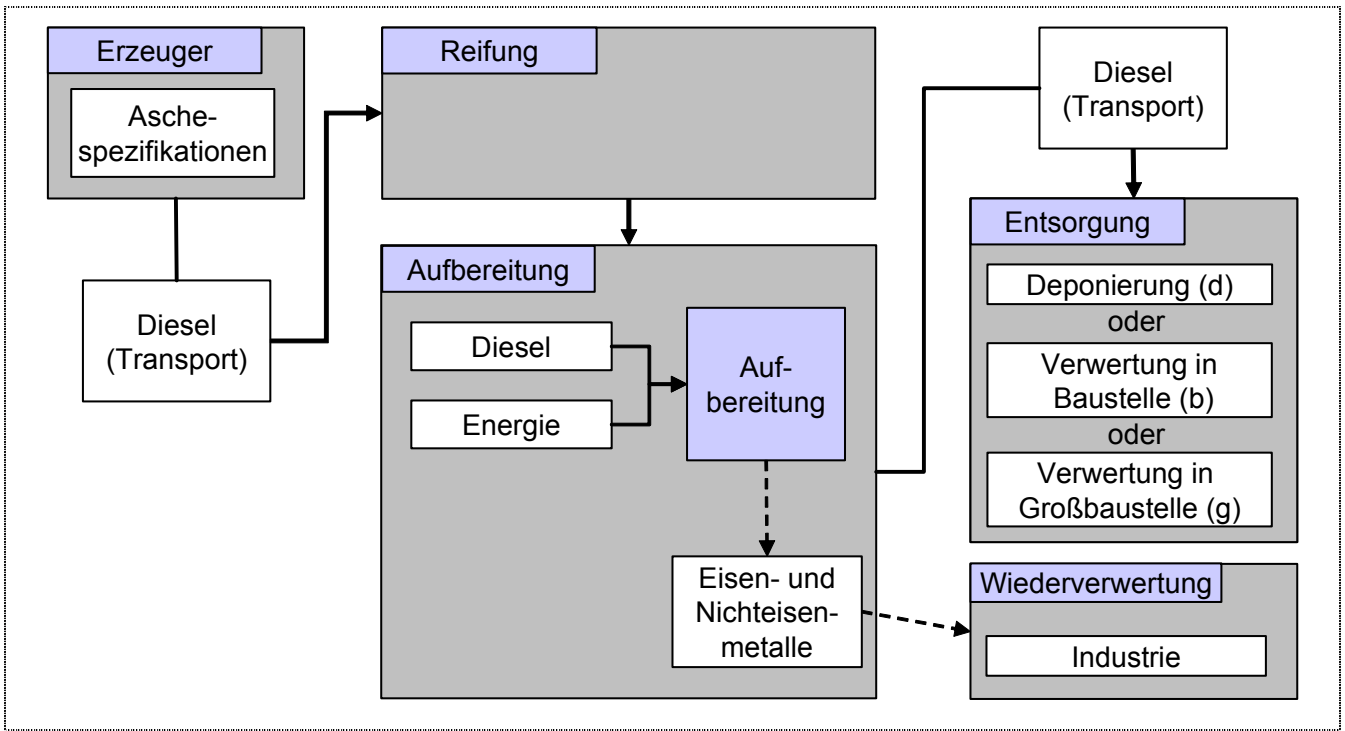 Erzeuger
Asche-
spezifikationen
Diesel
(Transport)
Reifung
Aufbereitung
Diesel
Energie
Auf-
bereitung
Eisen- und
Nichteisen-
metalle
Diesel
(Transport)
Entsorgung
Deponierung (d)
oder
Verwertung in
Baustelle (b)
oder
Verwertung in
Großbaustelle (g)
Wiederverwertung
Industrie